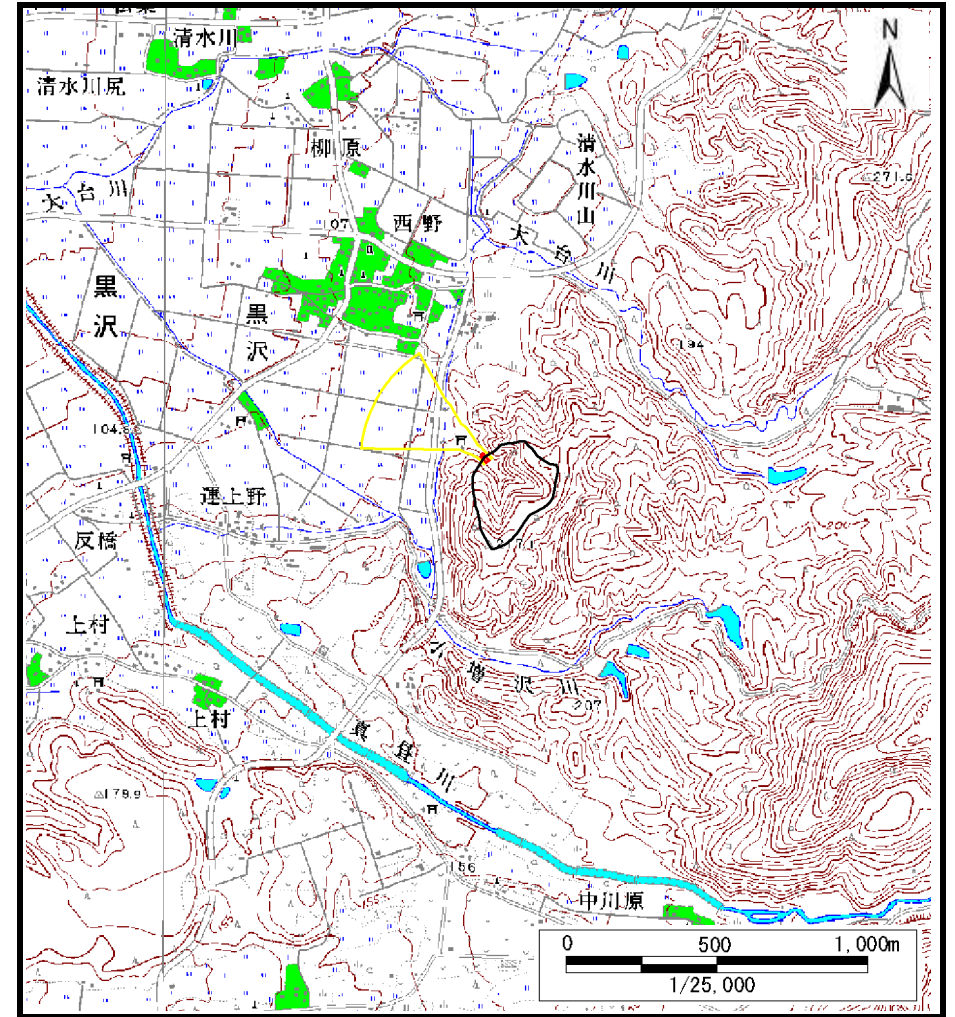 清水川
N
清水川尻
柳原
清水川山
271.6
大台川
07
西野
大台川
黒沢
黒沢
194
104.
運上野
反橋
上村
小増沢川
207
上村
真昼川
179.9
156
中川原
0 500 1,000m
1/25,000